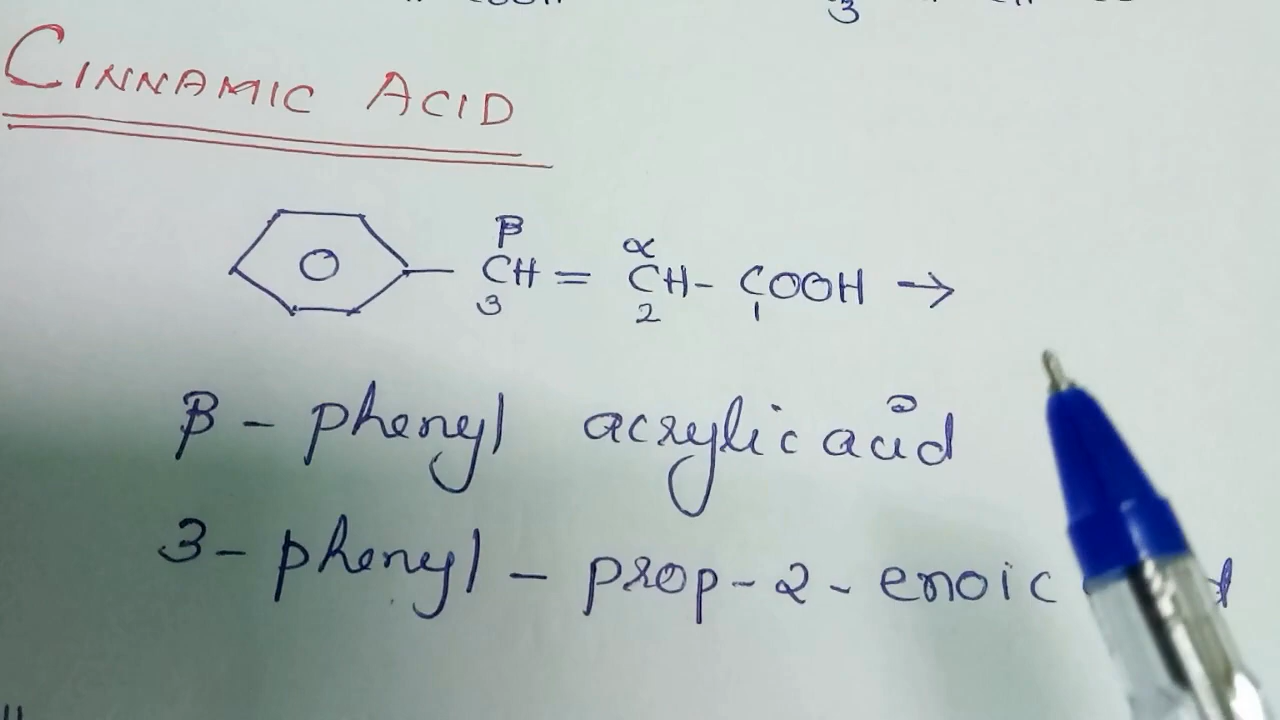 CINNAMIC ACID
β α
CH = CH - COOH →
3 2 1
β - phenyl acrylic acid
3 - phenyl - prop - 2 - enoic